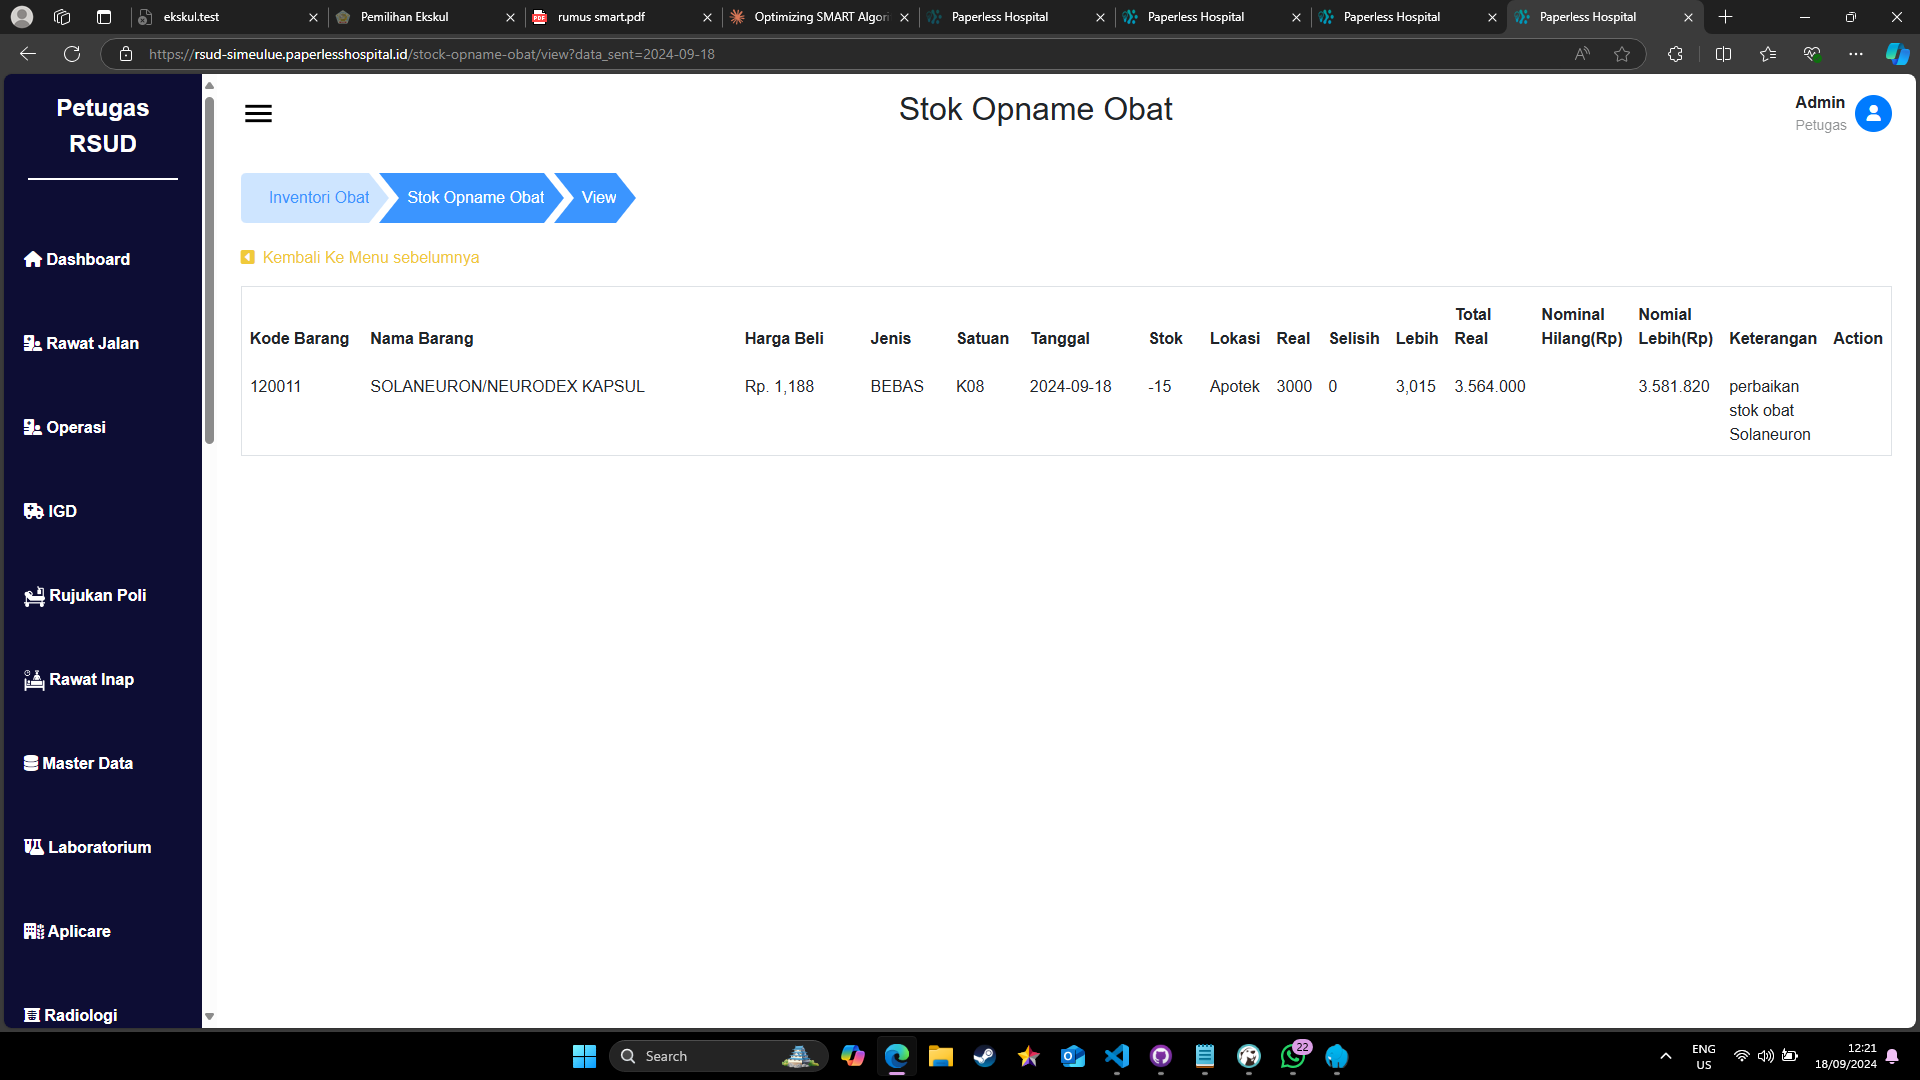 ekskul.test
Pemilihan Ekskul
rumus smart.pdf
Optimizing SMART Algori
Paperless Hospital
Paperless Hospital
Paperless Hospital
Paperless Hospital
https://rsud-simeulue.paperlesshospital.id/stock-opname-obat/view?data_sent=2024-09-18
Petugas
RSUD
Dashboard
Rawat Jalan
Operasi
IGD
Rujukan Poli
Rawat Inap
Master Data
Laboratorium
Aplicare
Radiologi
Stok Opname Obat
Admin
Petugas
Inventori Obat
Stok Opname Obat
View
Kembali Ke Menu sebelumnya
Kode Barang Nama Barang Harga Beli Jenis Satuan Tanggal Stok Lokasi Real Selisih Lebih Total Real Nominal Hilang(Rp) Nomial Lebih(Rp) Keterangan Action
120011 SOLANEURON/NEURODEX KAPSUL Rp. 1,188 BEBAS K08 2024-09-18 -15 Apotek 3000 0 3,015 3.564.000 3.581.820 perbaikan
stok obat
Solaneuron
Search
22
ENG
US
12:21
18/09/2024